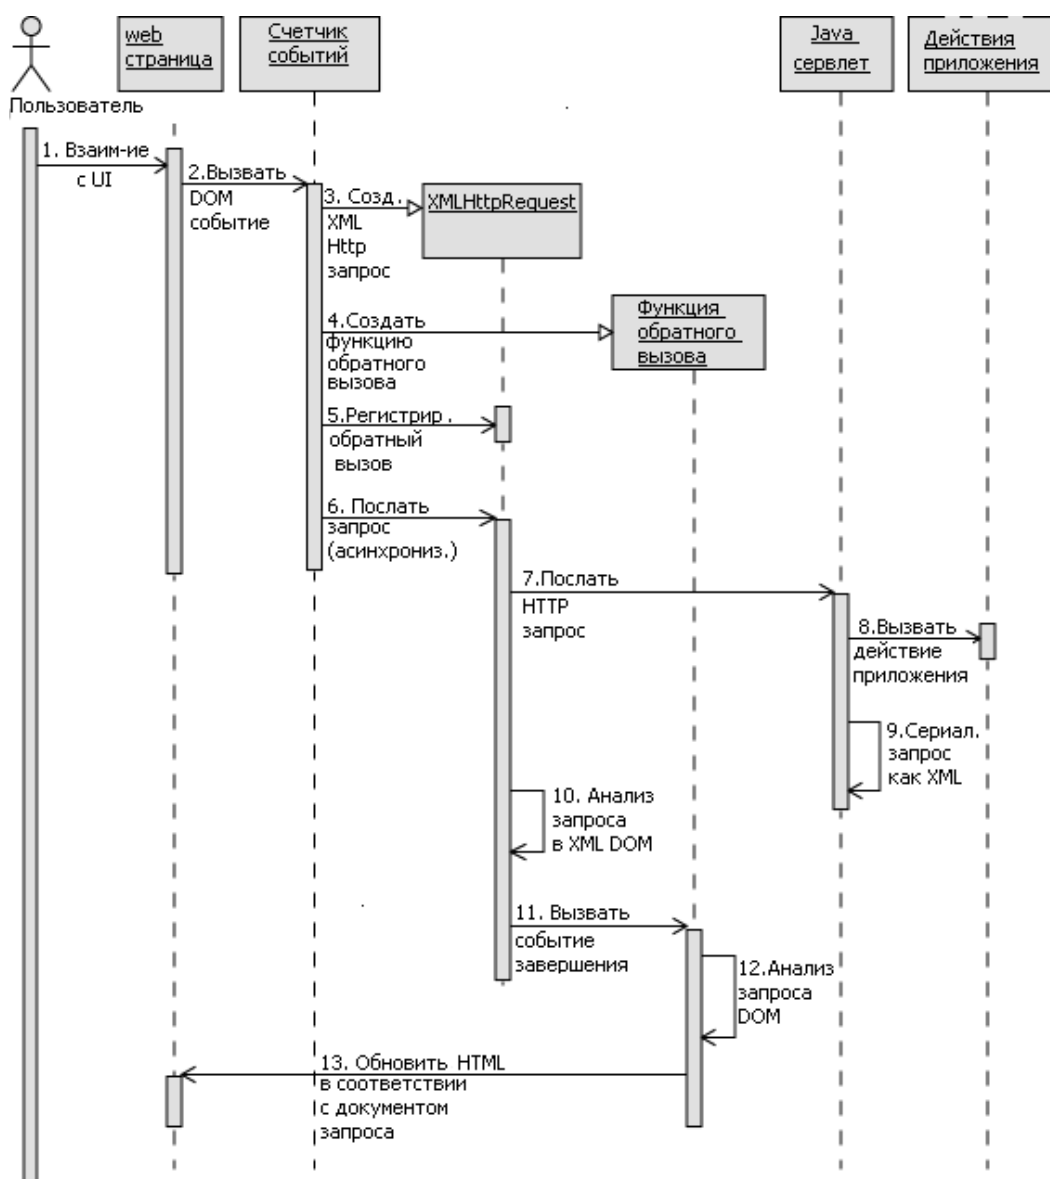 web
страница
Счетчик
событий
Java
сервлет
Действия
приложения
Пользователь
1. Взаим-ие
с UI
2.Вызвать
DOM
событие
3. Созд.
XML
Http
запрос
XMLHttpRequest
4.Создать
функцию
обратного
вызова
Функция
обратного
вызова
5.Регистрир.
обратный
вызов
6. Послать
запрос
(асинхрониз.)
7.Послать
HTTP
запрос
8.Вызвать
действие
приложения
9.Сериал.
запрос
как XML
10. Анализ
запроса
в XML DOM
11. Вызвать
событие
завершения
12.Анализ
запроса
DOM
13. Обновить HTML
в соответствии
с документом
запроса